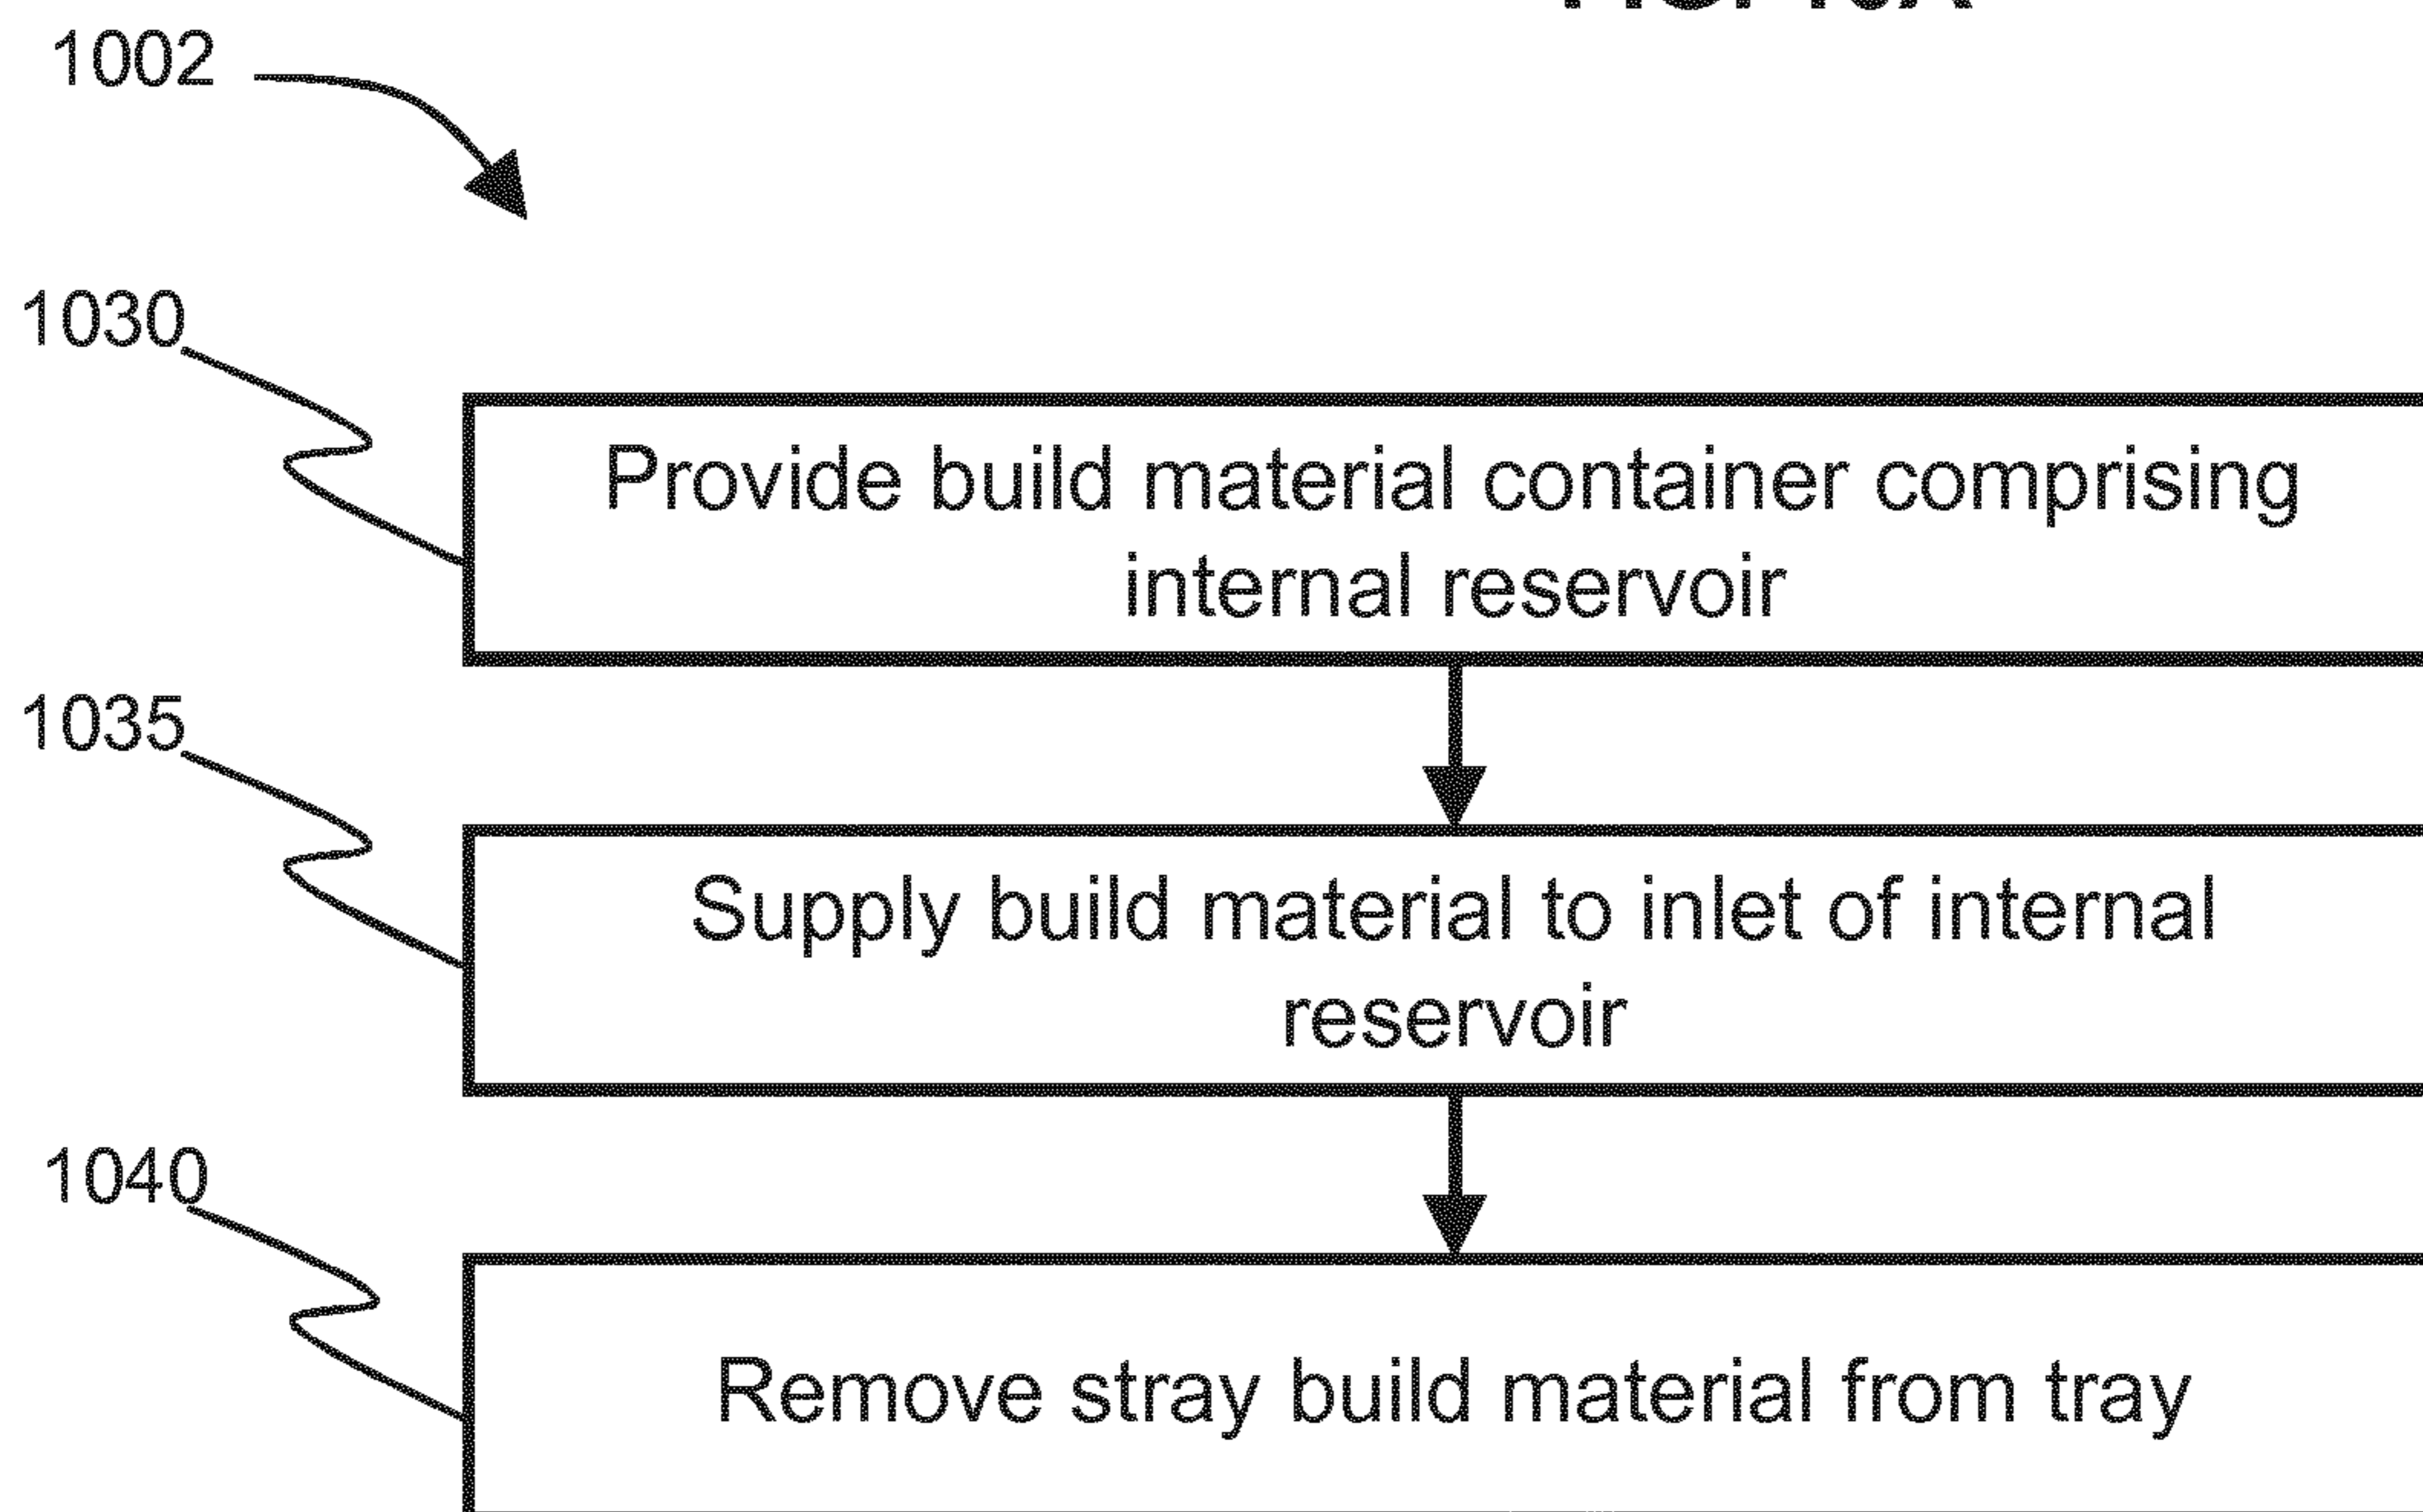 1002
1030
Provide build material container comprising
internal reservoir
1035
Supply build material to inlet of internal
reservoir
1040
Remove stray build material from tray